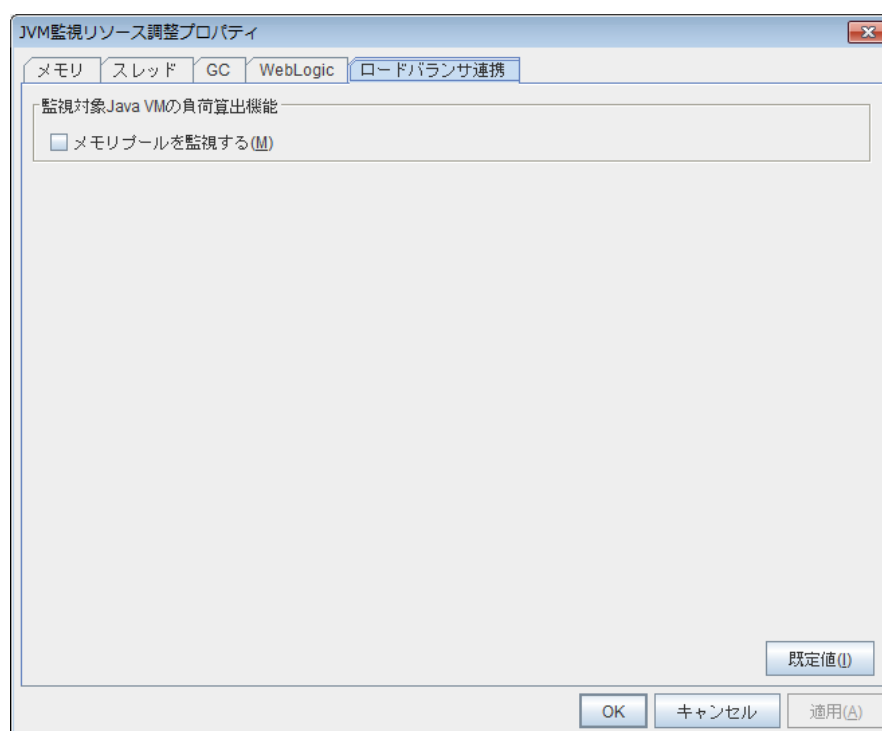 JVM監視リソース調整プロパティ
メモリ スレッド GC WebLogic ロードバランサ連携
監視対象Java VMの負荷算出機能
メモリプールを監視する(M)
既定値(I)
OK キャンセル 適用(A)